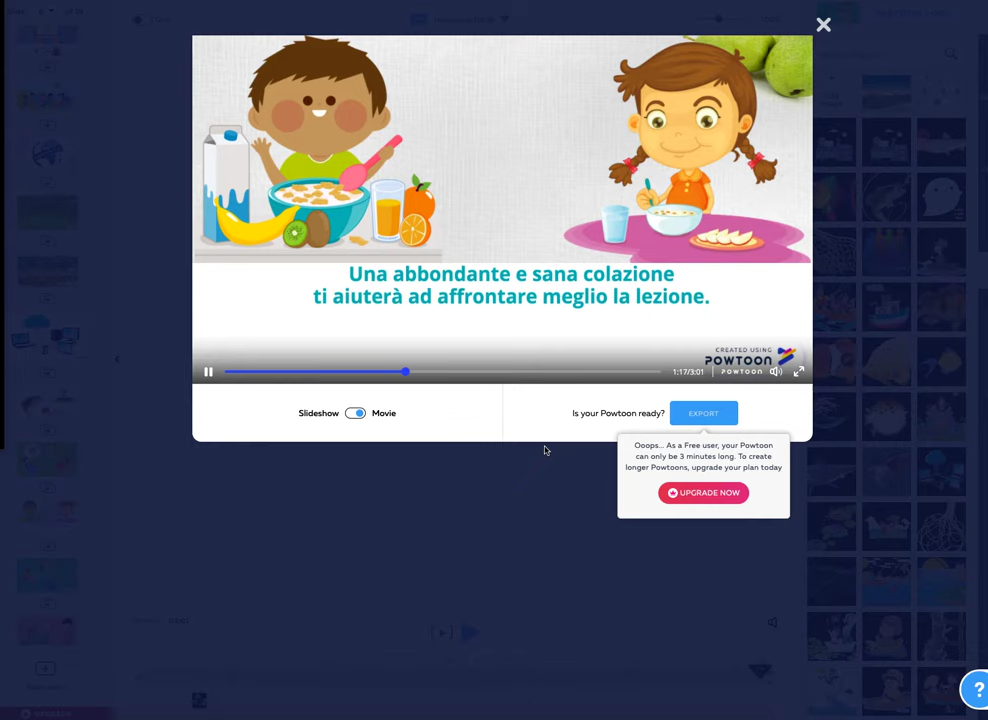 Una abbondante e sana colazione
ti aiuterà ad affrontare meglio la lezione.
CREATED USING
POWTOON
1:17/3:01
POWTOON
Slideshow
Movie
Is your Powtoon ready?
EXPORT
Ooops... As a Free user, your Powtoon
can only be 3 minutes long. To create
longer Powtoons, upgrade your plan today
UPGRADE NOW
?